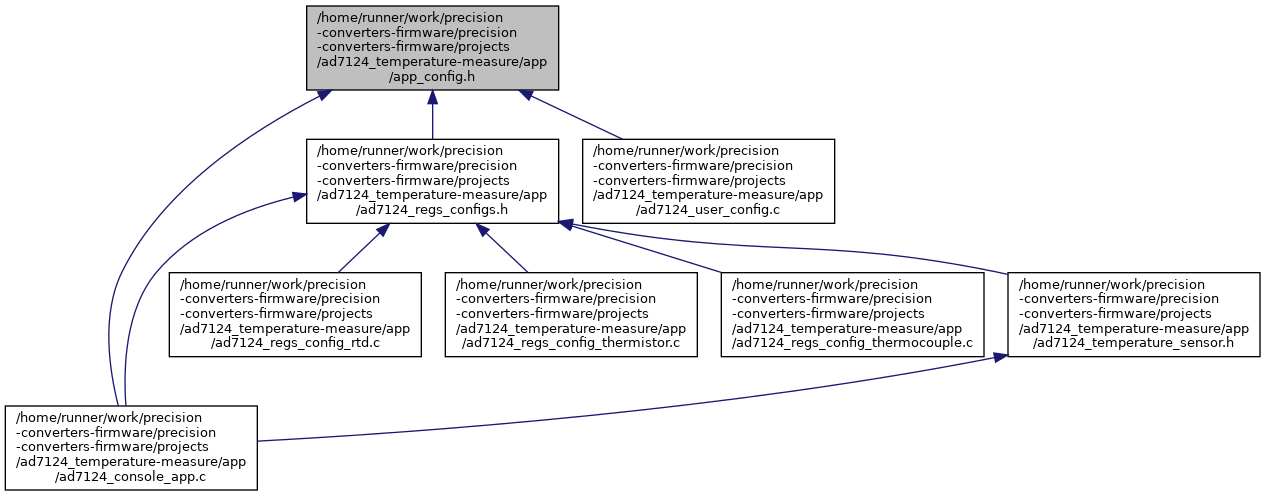 /home/runner/work/precision
-converters-firmware/precision
-converters-firmware/projects
/ad7124_temperature-measure/app
/app_config.h
/home/runner/work/precision
-converters-firmware/precision
-converters-firmware/projects
/ad7124_temperature-measure/app
/ad7124_regs_configs.h
/home/runner/work/precision
-converters-firmware/precision
-converters-firmware/projects
/ad7124_temperature-measure/app
/ad7124_user_config.c
/home/runner/work/precision
-converters-firmware/precision
-converters-firmware/projects
/ad7124_temperature-measure/app
/ad7124_regs_config_rtd.c
/home/runner/work/precision
-converters-firmware/precision
-converters-firmware/projects
/ad7124_temperature-measure/app
/ad7124_regs_config_thermistor.c
/home/runner/work/precision
-converters-firmware/precision
-converters-firmware/projects
/ad7124_temperature-measure/app
/ad7124_regs_config_thermocouple.c
/home/runner/work/precision
-converters-firmware/precision
-converters-firmware/projects
/ad7124_temperature-measure/app
/ad7124_temperature_sensor.h
/home/runner/work/precision
-converters-firmware/precision
-converters-firmware/projects
/ad7124_temperature-measure/app
/ad7124_console_app.c